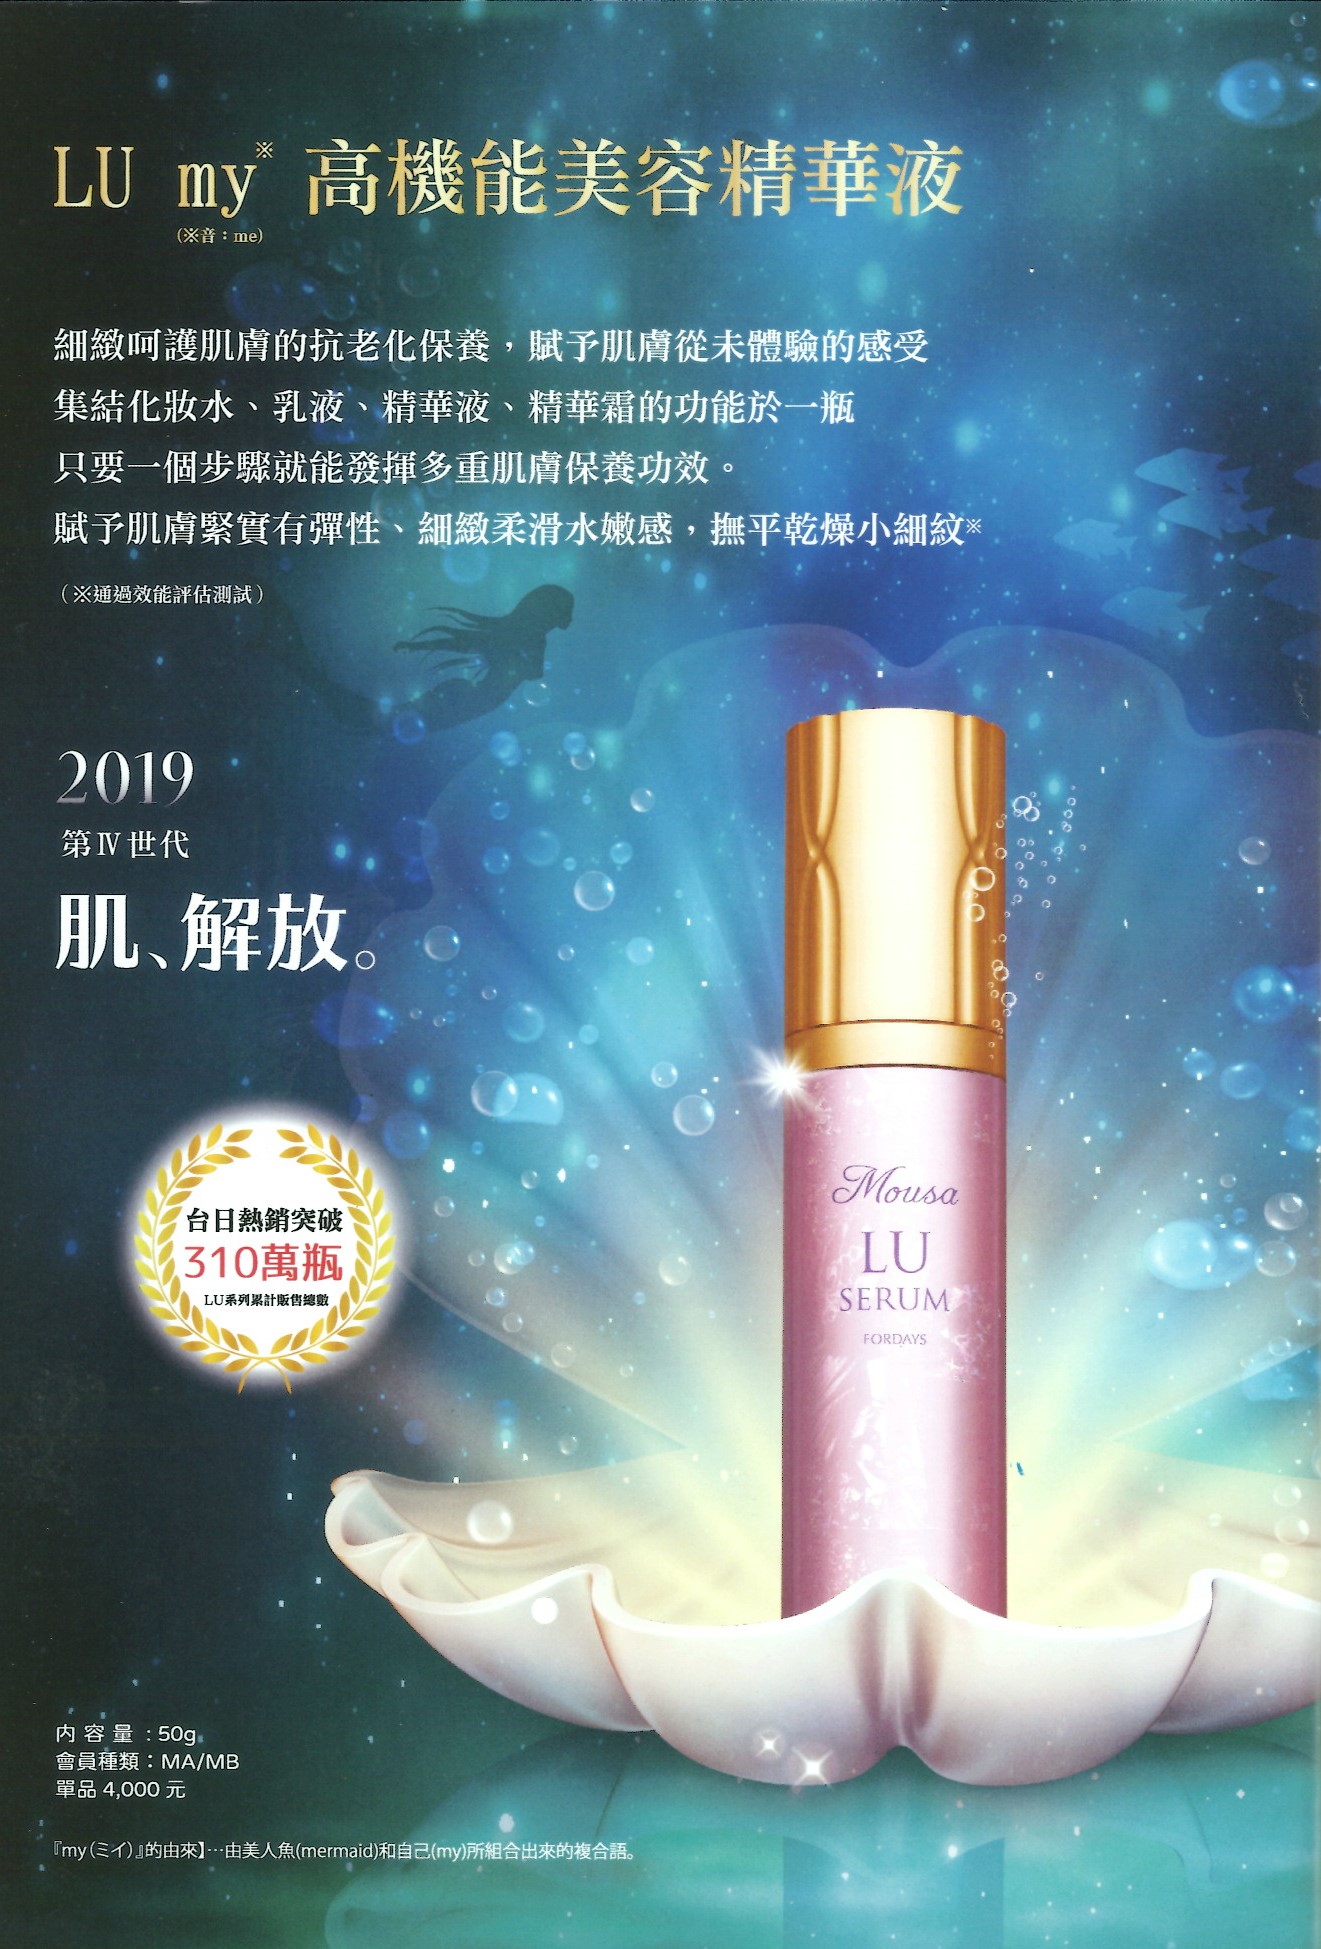 LU my※ 高機能美容精華液
(※音：me)
細緻呵護肌膚的抗老化保養，賦予肌膚從未體驗的感受
集結化妝水、乳液、精華液、精華霜的功能於一瓶
只要一個步驟就能發揮多重肌膚保養功效。
賦予肌膚緊實有彈性、細緻柔滑水嫩感，撫平乾燥小細紋※
（※通過效能評估測試）
2019
第Ⅳ世代
肌、解放。
台日熱銷突破
310萬瓶
LU系列累計販售總數
Mousa
LU
SERUM
FORDAYS
内容量：50g
會員種類：MA/MB
單品 4,000 元
『my（ミイ）』的由來】…由美人魚(mermaid)和自己(my)所組合出來的複合語。